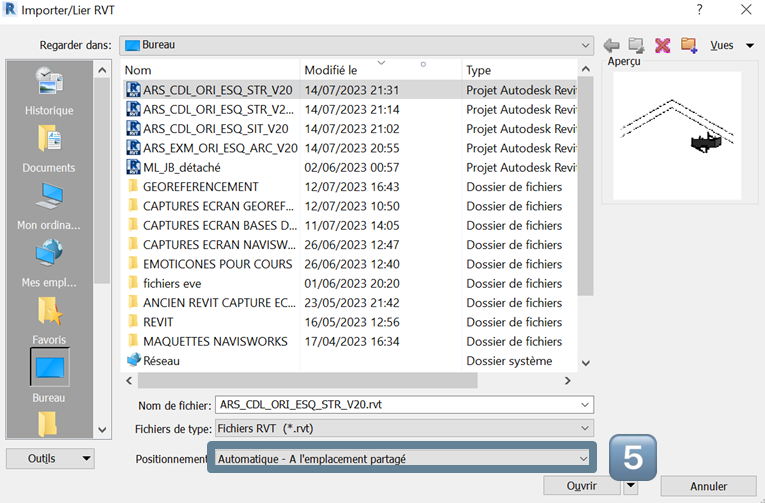 Importer/Lier RVT
?
Regarder dans: Bureau Vues
Aperçu
Nom Modifié le Type
ARS_CDL_ORI_ESQ_STR_V20 14/07/2023 21:31 Projet Autodesk Revit
ARS_CDL_ORI_ESQ_STR_V2... 14/07/2023 21:14 Projet Autodesk Revit
ARS_CDL_ORI_ESQ_SIT_V20 14/07/2023 21:02 Projet Autodesk Revit
ARS_EXM_ORI_ESQ_ARC_V20 14/07/2023 20:55 Projet Autodesk Revit
ML_JB_détaché 02/06/2023 00:57 Projet Autodesk Revit
GEOREFERENCEMENT 12/07/2023 16:43 Dossier de fichiers
CAPTURES ECRAN GEOREF... 12/07/2023 10:50 Dossier de fichiers
CAPTURES ECRAN BASES D... 11/07/2023 14:05 Dossier de fichiers
CAPTURES ECRAN NAVISW... 26/06/2023 12:47 Dossier de fichiers
EMOTICONES POUR COURS 26/06/2023 12:40 Dossier de fichiers
fichiers eve 01/06/2023 20:20 Dossier de fichiers
ANCIEN REVIT CAPTURE EC... 23/05/2023 21:42 Dossier de fichiers
REVIT 16/05/2023 12:56 Dossier de fichiers
MAQUETTES NAVISWORKS 17/04/2023 16:34 Dossier de fichiers
Réseau Dossier système
Historique
Documents
Mon ordina...
Mes empl...
Favoris
Bureau
Nom de fichier: ARS_CDL_ORI_ESQ_STR_V20.rvt
Fichiers de type: Fichiers RVT (*.rvt)
Outils
Positionnement Automatique - A l'emplacement partagé
5
Ouvrir
Annuler